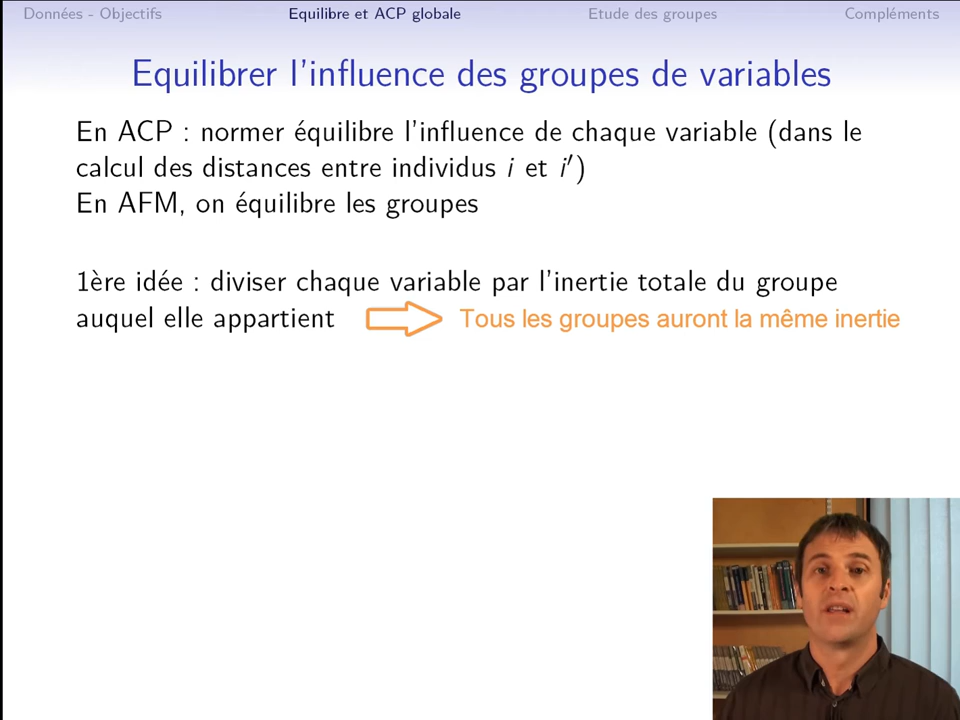 Données - Objectifs Equilibre et ACP globale Etude des groupes Compléments
Equilibrer l'influence des groupes de variables
En ACP : normer équilibre l'influence de chaque variable (dans le
calcul des distances entre individus i et i′)
En AFM, on équilibre les groupes
1ère idée : diviser chaque variable par l'inertie totale du groupe
auquel elle appartient Tous les groupes auront la même inertie